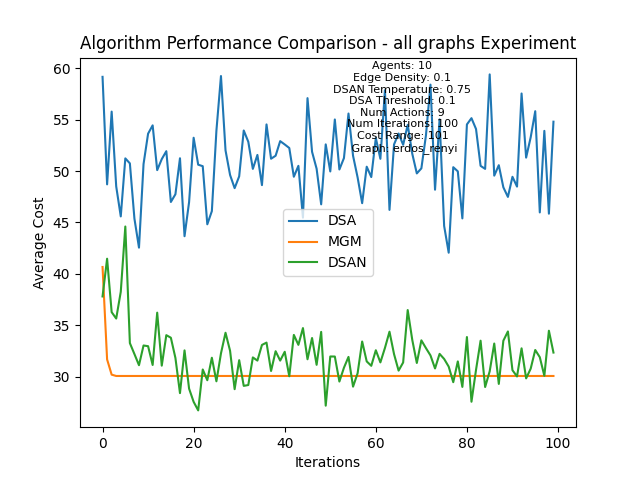 Algorithm Performance Comparison - all graphs Experiment
Agents: 10
Edge Density: 0.1
DSAN Temperature: 0.75
DSA Threshold: 0.1
Num Actions: 9
Num Iterations: 100
Cost Range: 101
Graph: erdos_renyi
60
55
50
45
40
35
30
Average Cost
DSA
MGM
DSAN
0
20
40
60
80
100
Iterations